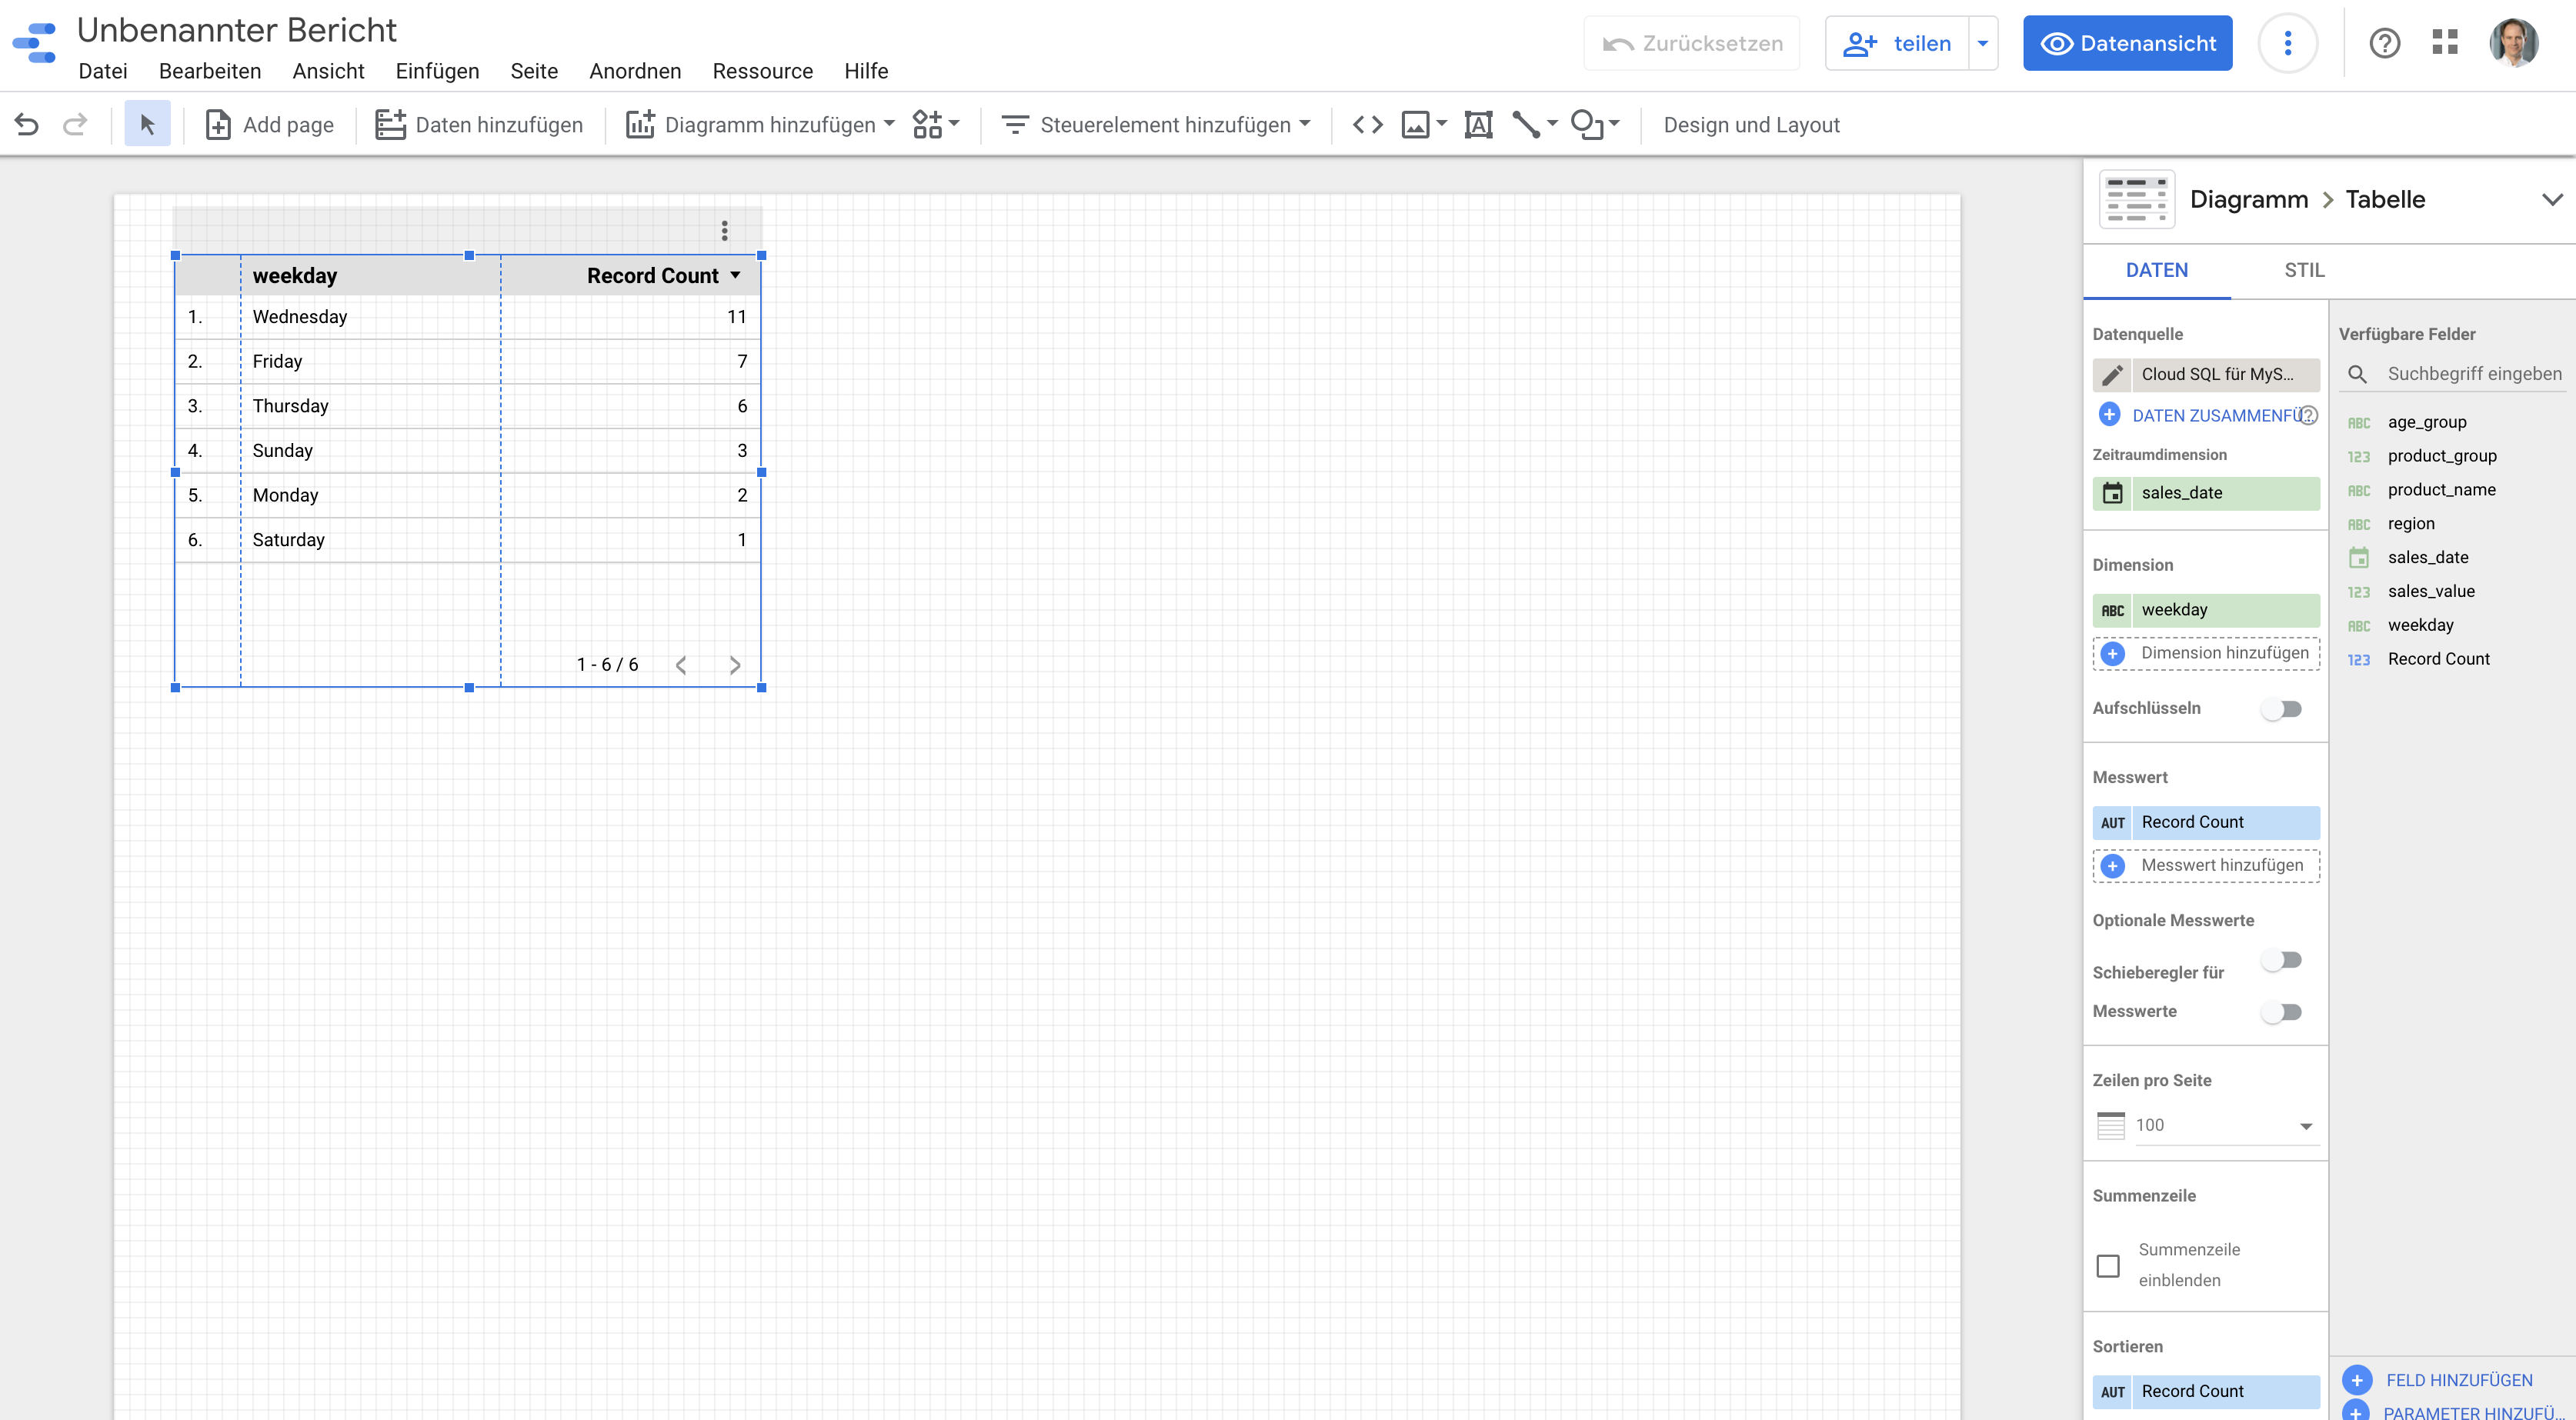 Unbenannter Bericht
Datei Bearbeiten Ansicht Einfügen Seite Anordnen Ressource Hilfe
Zurücksetzen teilen Datenansicht
Add page Daten hinzufügen Diagramm hinzufügen Steuerelement hinzufügen Design und Layout
weekday Record Count
1. Wednesday 11
2. Friday 7
3. Thursday 6
4. Sunday 3
5. Monday 2
6. Saturday 1
1 - 6 / 6
Diagramm > Tabelle
DATEN STIL
Datenquelle
Cloud SQL für MyS...
DATEN ZUSAMMENFÜ...
Zeitraumdimension
sales_date
Dimension
ABC weekday
Dimension hinzufügen
Aufschlüsseln
Messwert
AUT Record Count
Messwert hinzufügen
Optionale Messwerte
Schieberegler für
Messwerte
Zeilen pro Seite
100
Summenzeile
Summenzeile
einblenden
Sortieren
AUT Record Count
Verfügbare Felder
Suchbegriff eingeben
ABC age_group
123 product_group
ABC product_name
ABC region
sales_date
123 sales_value
ABC weekday
123 Record Count
FELD HINZUFÜGEN
PARAMETER HINZUFÜ...